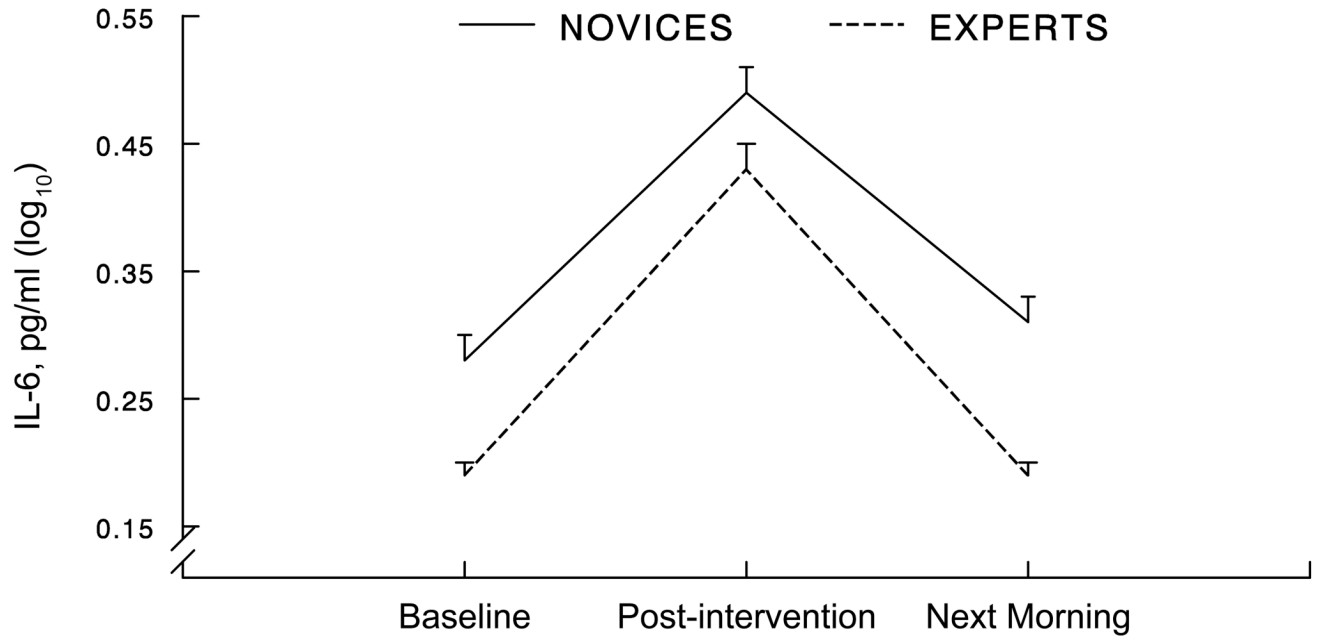 NOVICES EXPERTS
IL-6, pg/ml (log10)
0.55
0.45
0.35
0.25
0.15
Baseline Post-intervention Next Morning